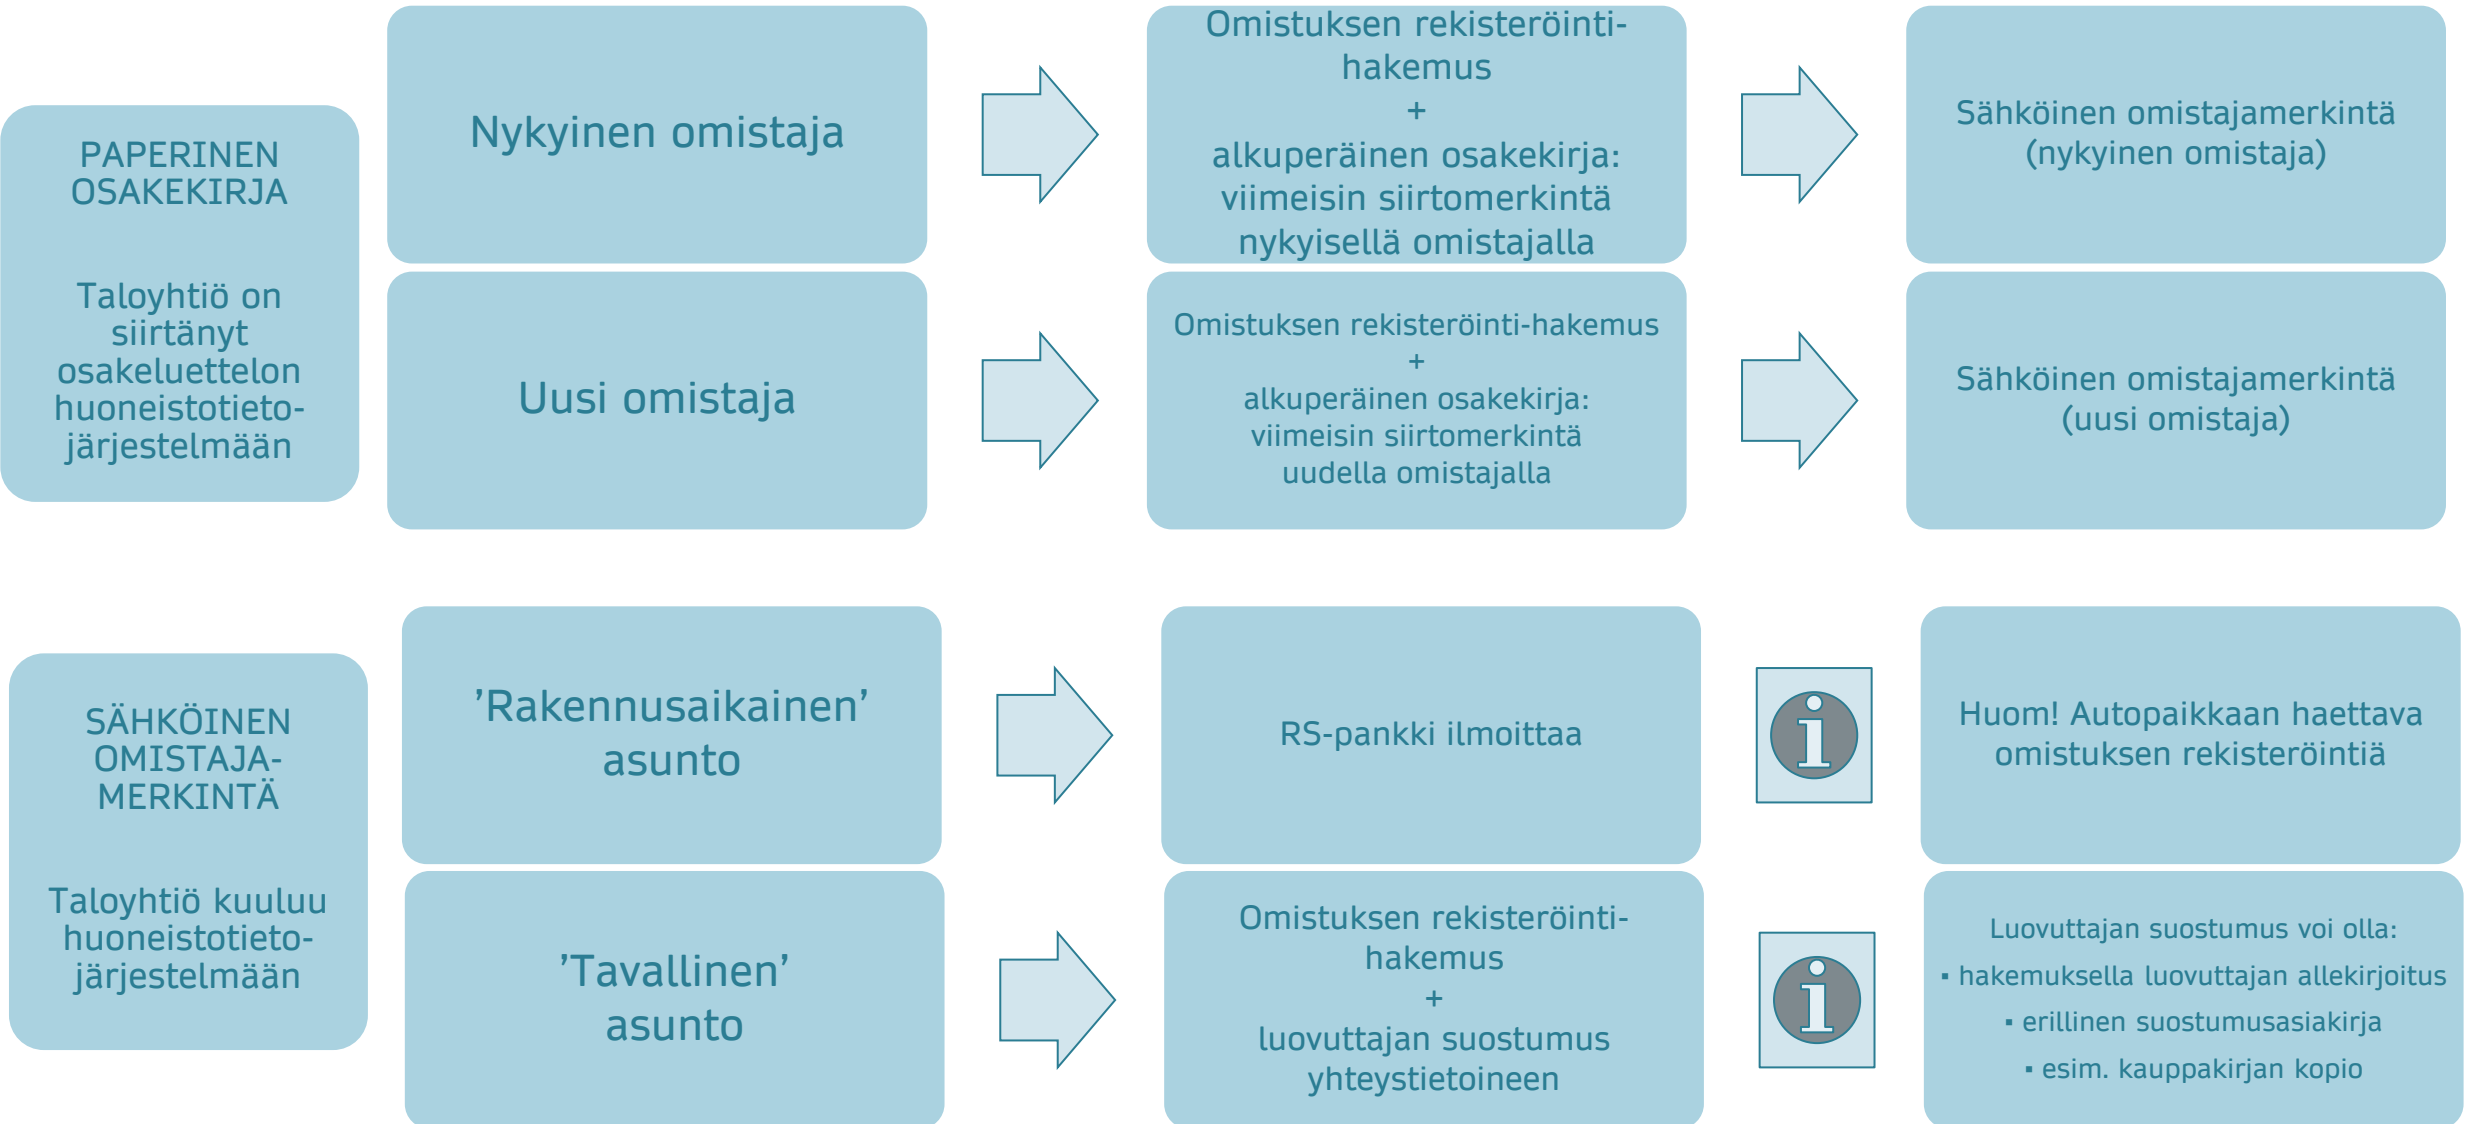 PAPERINEN
OSAKEKIRJA
Taloyhtiö on
siirtänyt
osakeluettelon
huoneistotieto-
järjestelmään
Nykyinen omistaja
Omistuksen rekisteröinti-
hakemus
+
alkuperäinen osakekirja:
viimeisin siirtomerkintä
nykyisellä omistajalla
Sähköinen omistajamerkintä
(nykyinen omistaja)
Uusi omistaja
Omistuksen rekisteröinti-hakemus
+
alkuperäinen osakekirja:
viimeisin siirtomerkintä
uudella omistajalla
Sähköinen omistajamerkintä
(uusi omistaja)
SÄHKÖINEN
OMISTAJA-
MERKINTÄ
Taloyhtiö kuuluu
huoneistotieto-
järjestelmään
’Rakennusaikainen’
asunto
RS-pankki ilmoittaa
Huom! Autopaikkaan haettava
omistuksen rekisteröintiä
’Tavallinen’
asunto
Omistuksen rekisteröinti-
hakemus
+
luovuttajan suostumus
yhteystietoineen
Luovuttajan suostumus voi olla:
▪ hakemuksella luovuttajan allekirjoitus
▪ erillinen suostumusasiakirja
▪ esim. kauppakirjan kopio